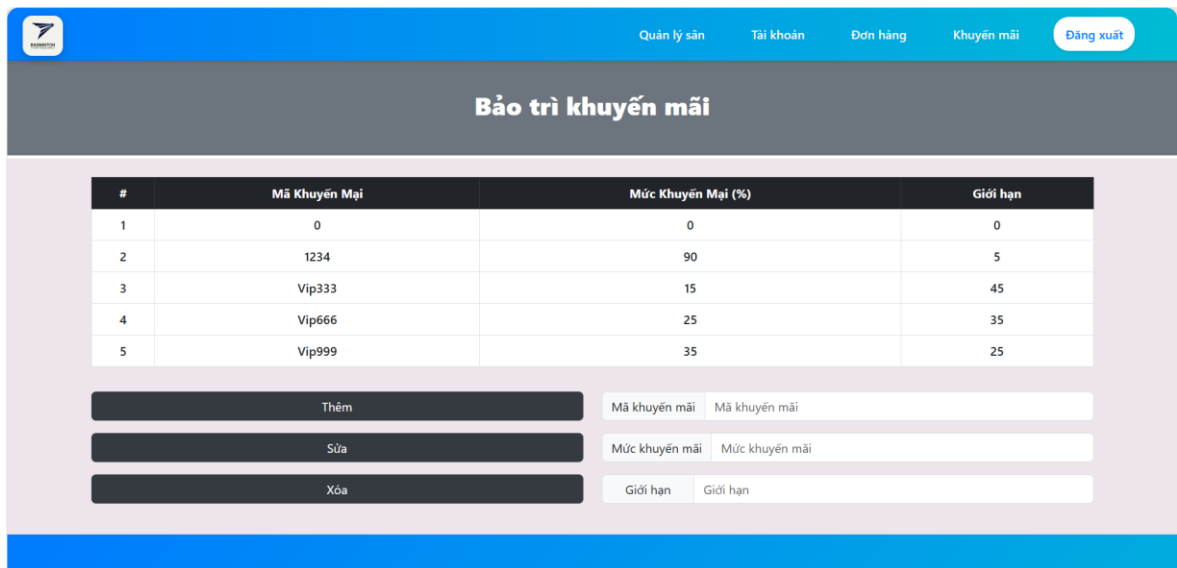 BADMINTON
Quản lý sân Tài khoản Đơn hàng Khuyến mãi Đăng xuất
Bảo trì khuyến mãi
# Mã Khuyến Mại Mức Khuyến Mại (%) Giới hạn
1 0 0 0
2 1234 90 5
3 Vip333 15 45
4 Vip666 25 35
5 Vip999 35 25
Thêm Mã khuyến mãi Mã khuyến mãi
Sửa Mức khuyến mãi Mức khuyến mãi
Xóa Giới hạn Giới hạn